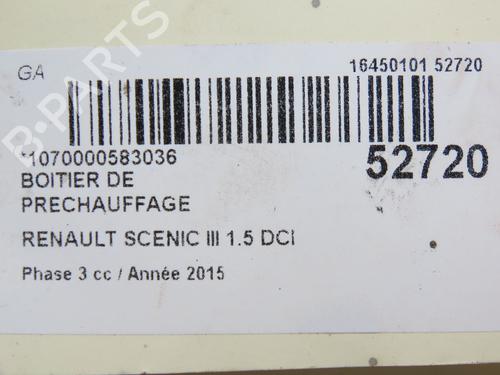 GA
16450101 52720
*1070000583036
52720
BOITIER DE
PRECHAUFFAGE
RENAULT SCENIC III 1.5 DCI
Phase 3 cc / Année 2015
B-PARTS